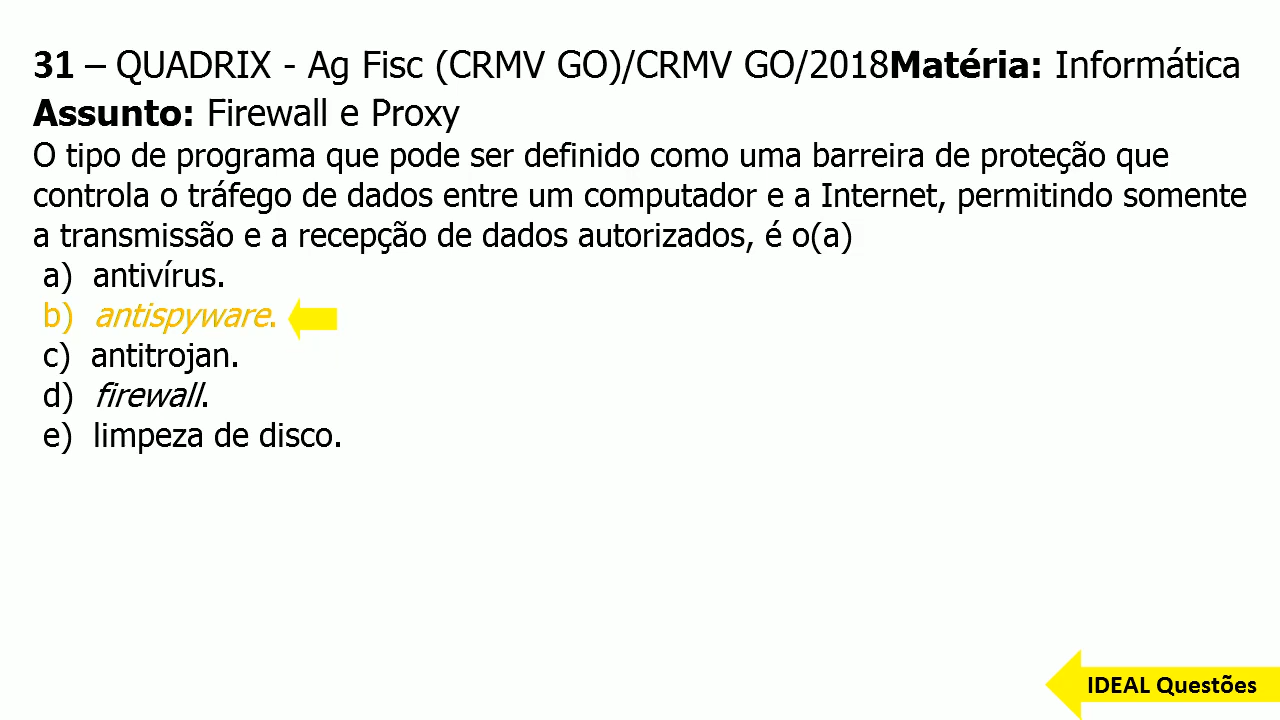 31 – QUADRIX - Ag Fisc (CRMV GO)/CRMV GO/2018Matéria: Informática
Assunto: Firewall e Proxy
O tipo de programa que pode ser definido como uma barreira de proteção que
controla o tráfego de dados entre um computador e a Internet, permitindo somente
a transmissão e a recepção de dados autorizados, é o(a)
a) antivírus.
b) antispyware.
c) antitrojan.
d) firewall.
e) limpeza de disco.
IDEAL Questões